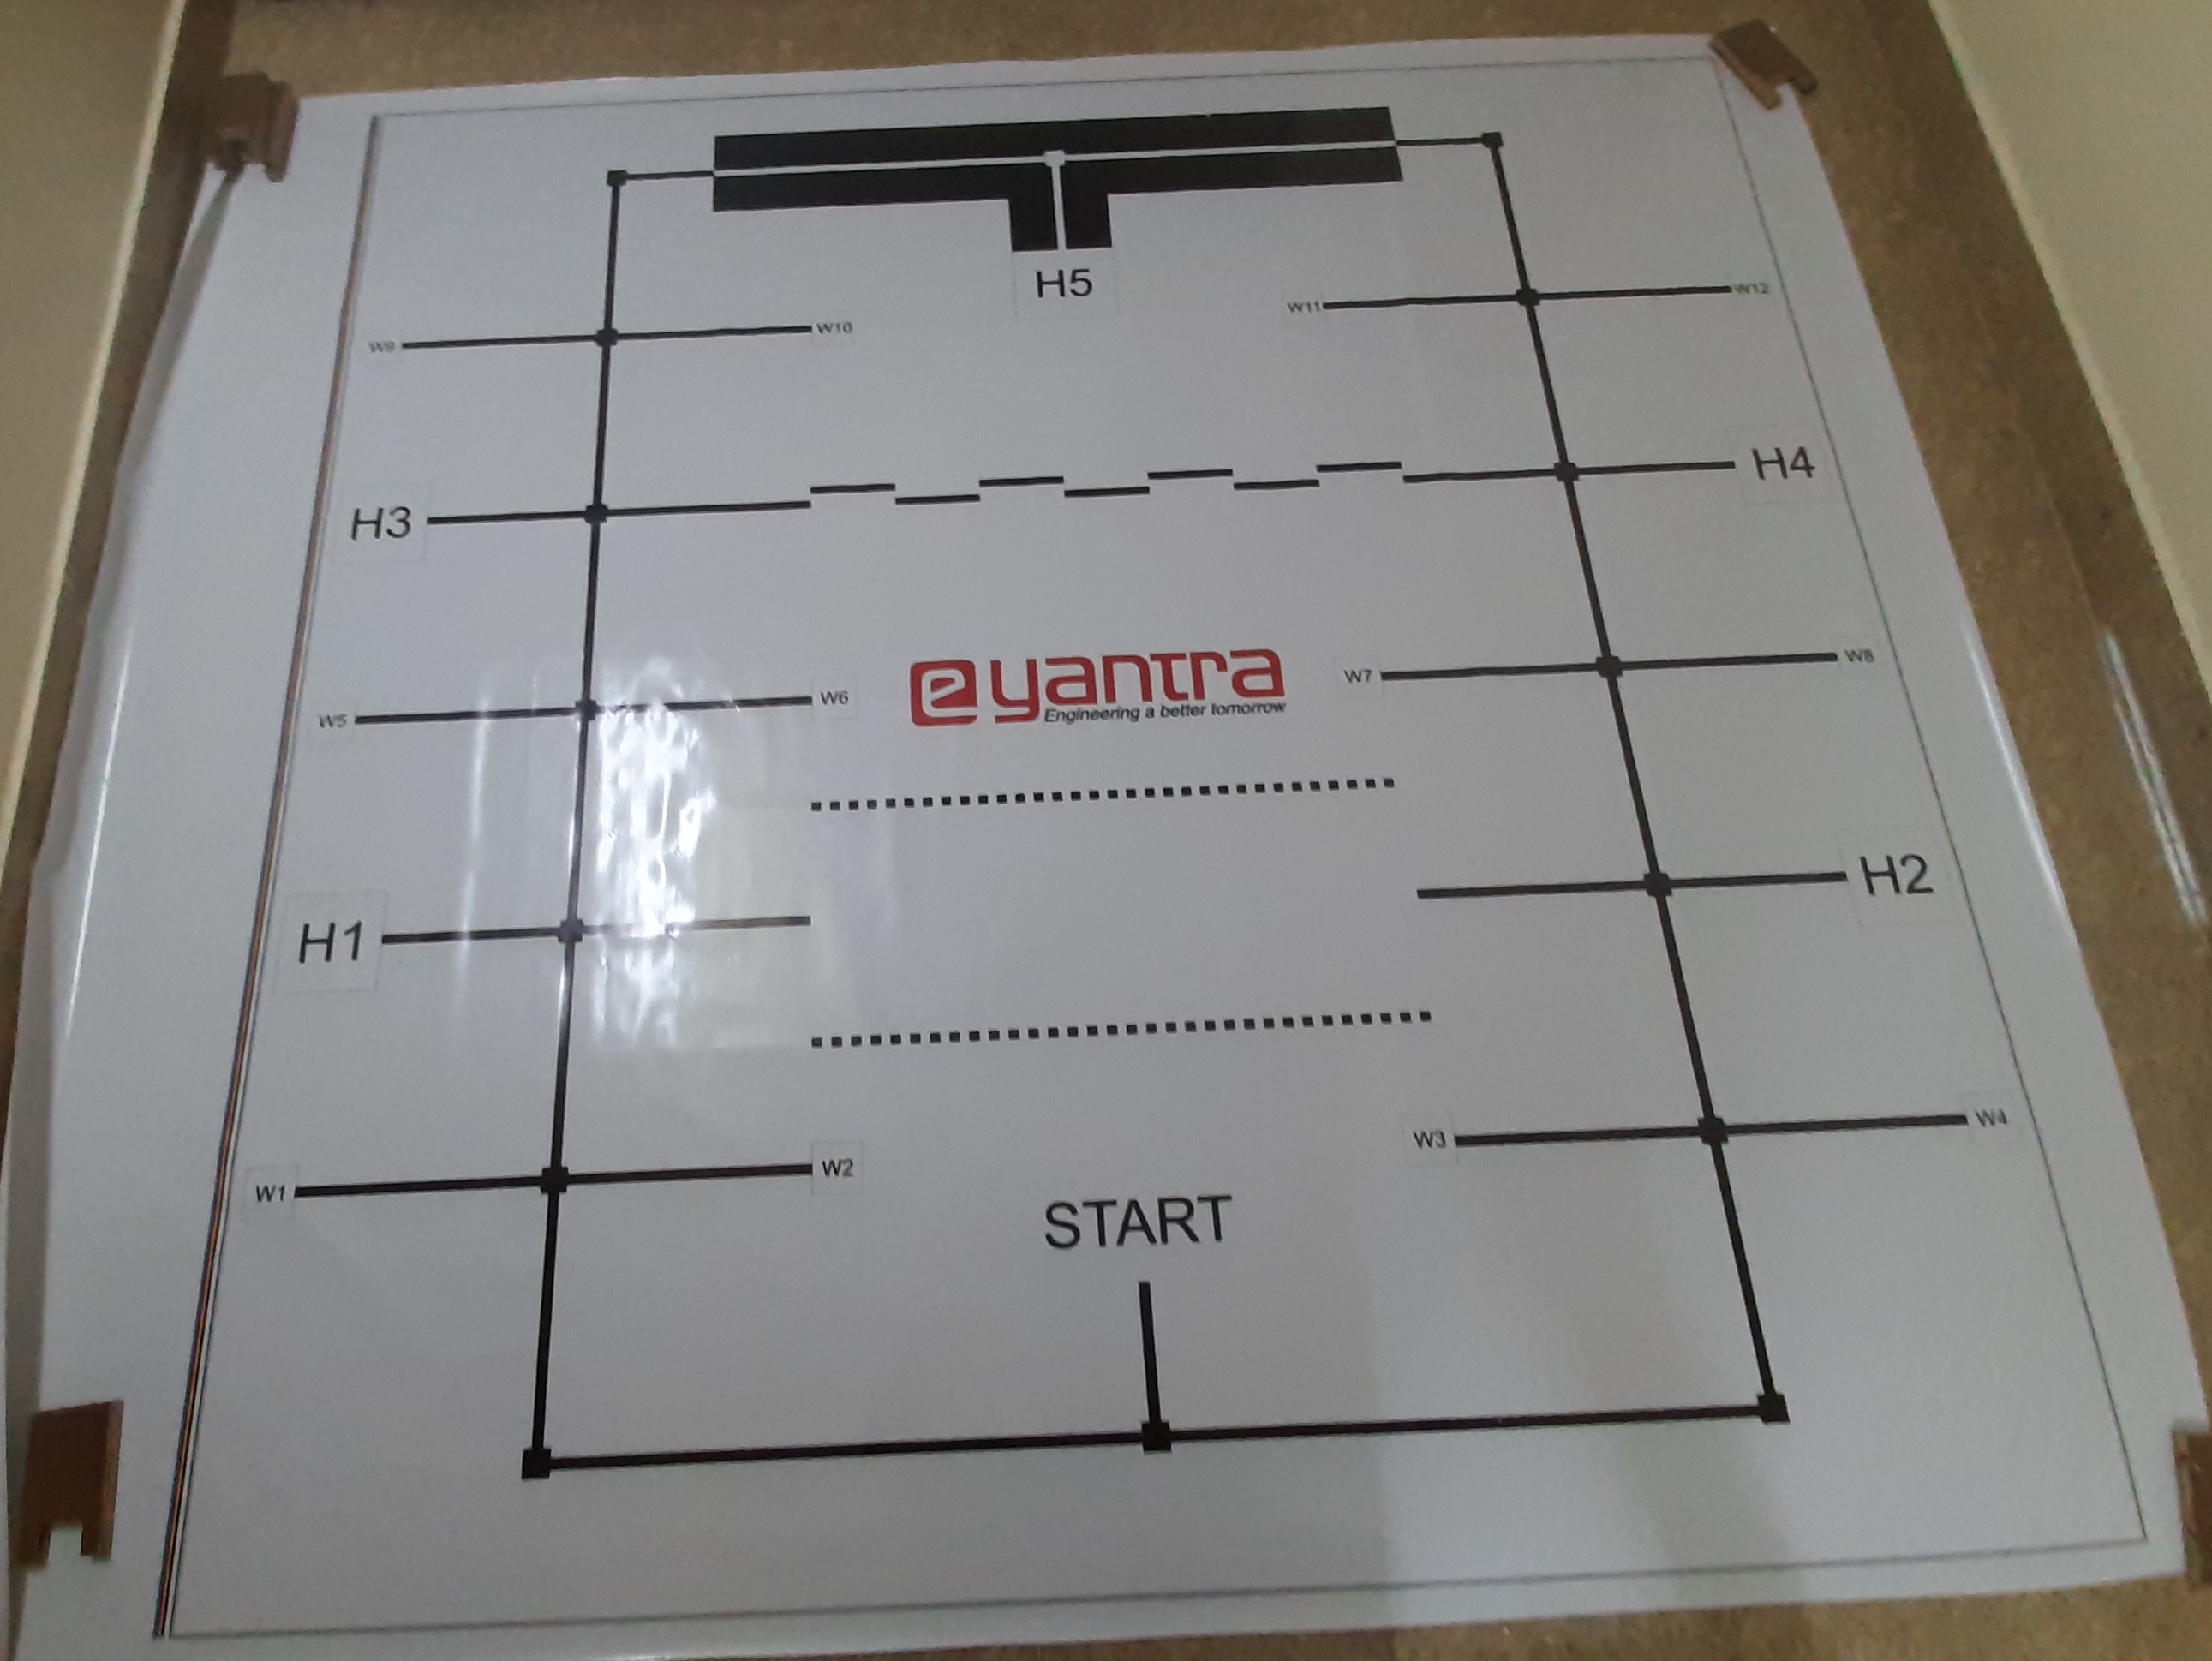 H5
W9 W10 W11 W12
H3 H4
eyantra
Engineering a better tomorrow
W5 W6 W7 W8
H1 H2
W1 W2 W3 W4
START